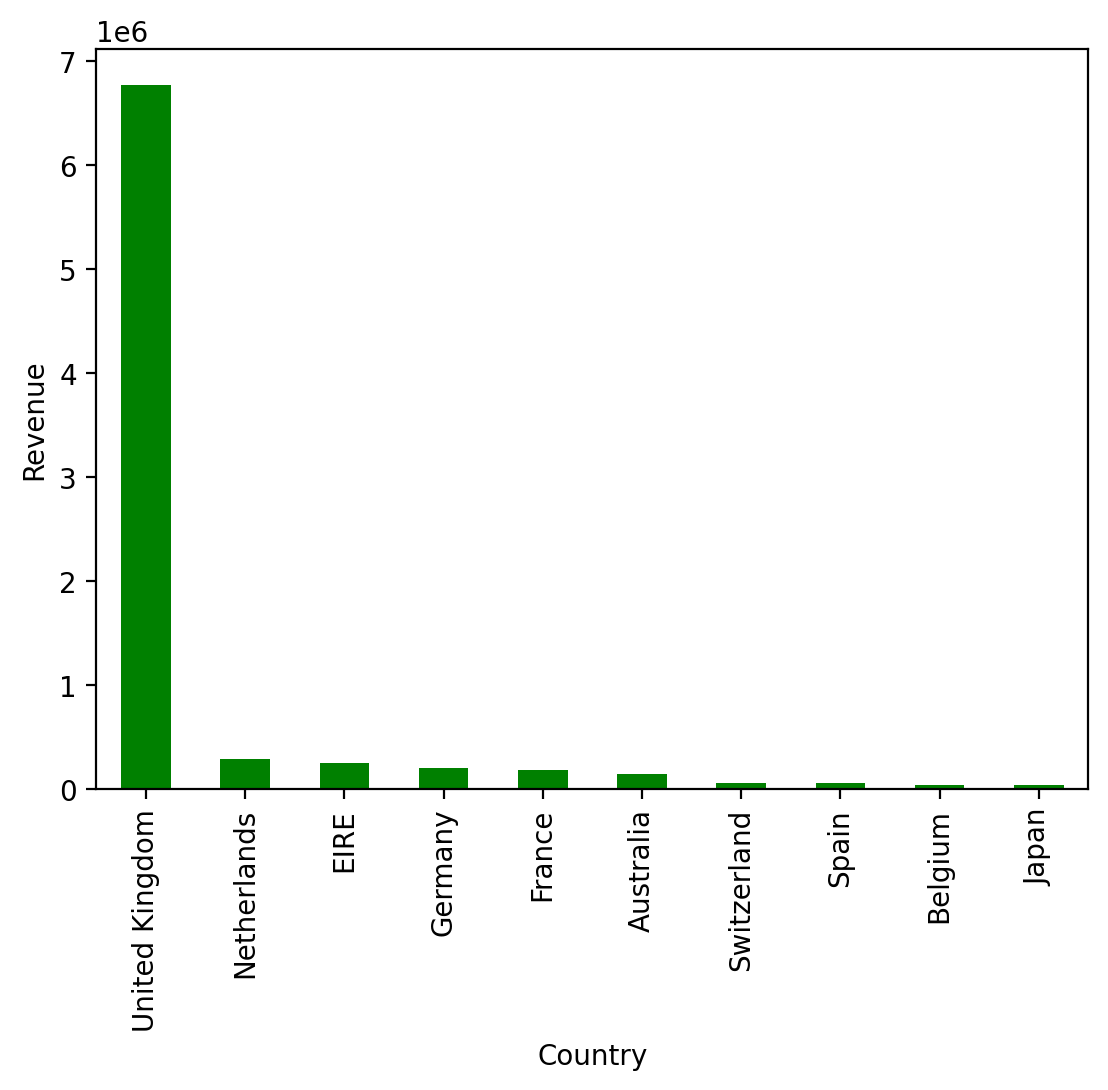 1e6
7
6
5
4
3
2
1
0
Revenue
United Kingdom
Netherlands
EIRE
Germany
France
Australia
Switzerland
Spain
Belgium
Japan
Country